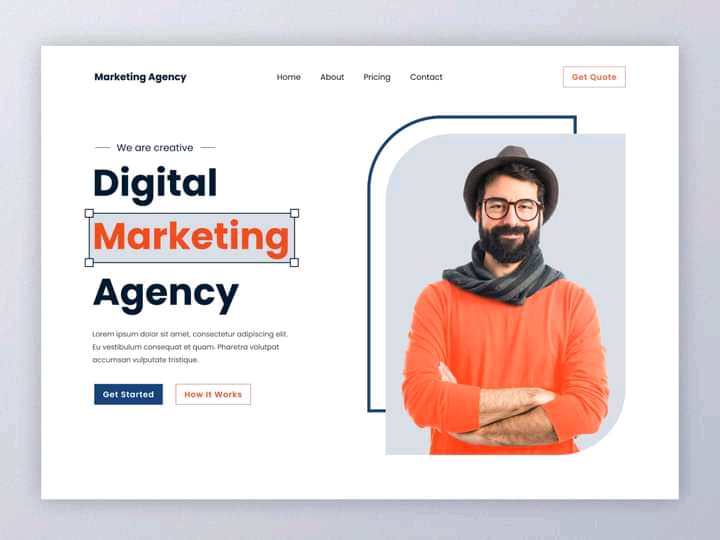 Marketing Agency
Home About Pricing Contact
Get Quote
We are creative
Digital
Marketing
Agency
Lorem ipsum dolor sit amet, consectetur adipiscing elit.
Eu vestibulum consequat et quam. Pharetra volutpat
accumsan vulputate tristique.
Get Started How It Works